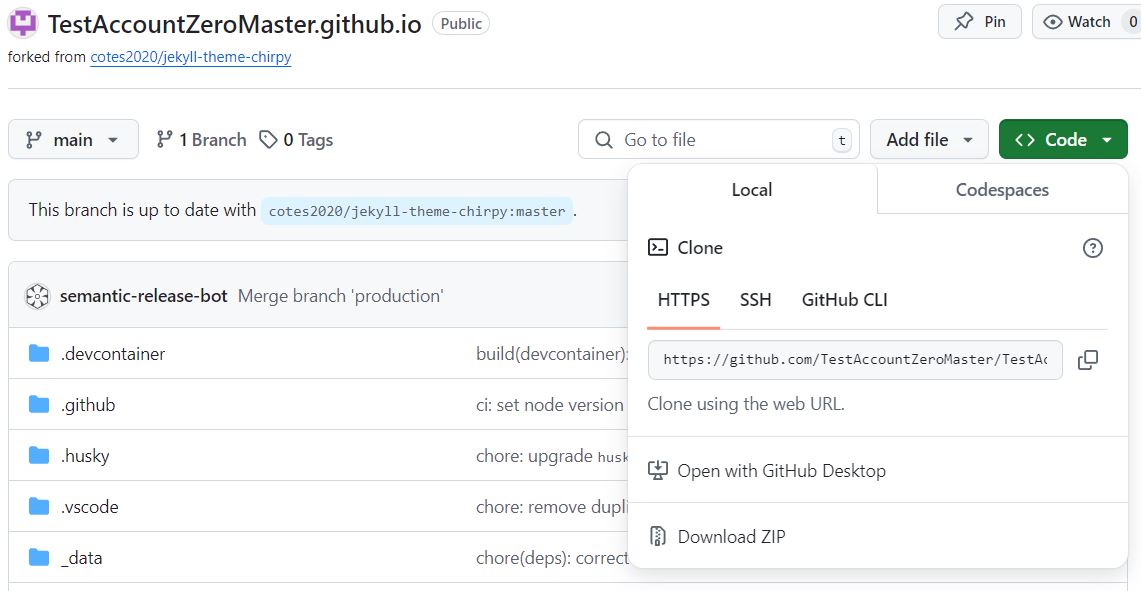 TestAccountZeroMaster.github.io Public Pin Watch 0
forked from cotes2020/jekyll-theme-chirpy
main 1 Branch 0 Tags Go to file t Add file Code
Local Codespaces
This branch is up to date with cotes2020/jekyll-theme-chirpy:master.
Clone
semantic-release-bot Merge branch 'production'
HTTPS SSH GitHub CLI
.devcontainer build(devcontainer):
https://github.com/TestAccountZeroMaster/TestAc
.github ci: set node version
Clone using the web URL.
.husky chore: upgrade husk
Open with GitHub Desktop
.vscode chore: remove dupli
Download ZIP
_data chore(deps): correct